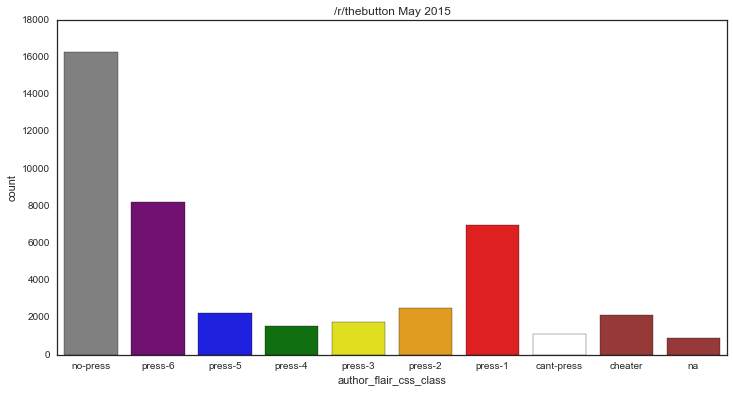 /r/thebutton May 2015
18000
16000
14000
12000
10000
8000
6000
4000
2000
0
count
no-press press-6 press-5 press-4 press-3 press-2 press-1 cant-press cheater na
author_flair_css_class